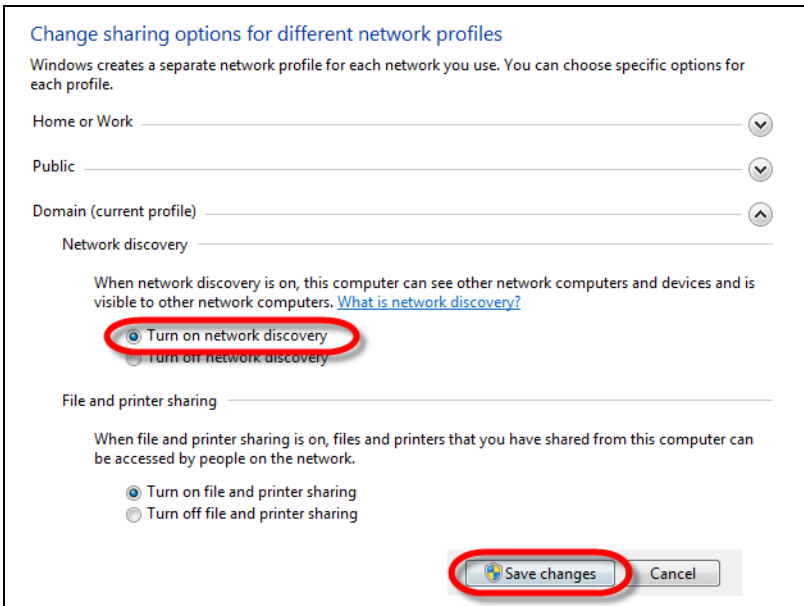 Change sharing options for different network profiles
Windows creates a separate network profile for each network you use. You can choose specific options for
each profile.
Home or Work
Public
Domain (current profile)
Network discovery
When network discovery is on, this computer can see other network computers and devices and is
visible to other network computers. What is network discovery?
Turn on network discovery
Turn off network discovery
File and printer sharing
When file and printer sharing is on, files and printers that you have shared from this computer can
be accessed by people on the network.
Turn on file and printer sharing
Turn off file and printer sharing
Save changes Cancel